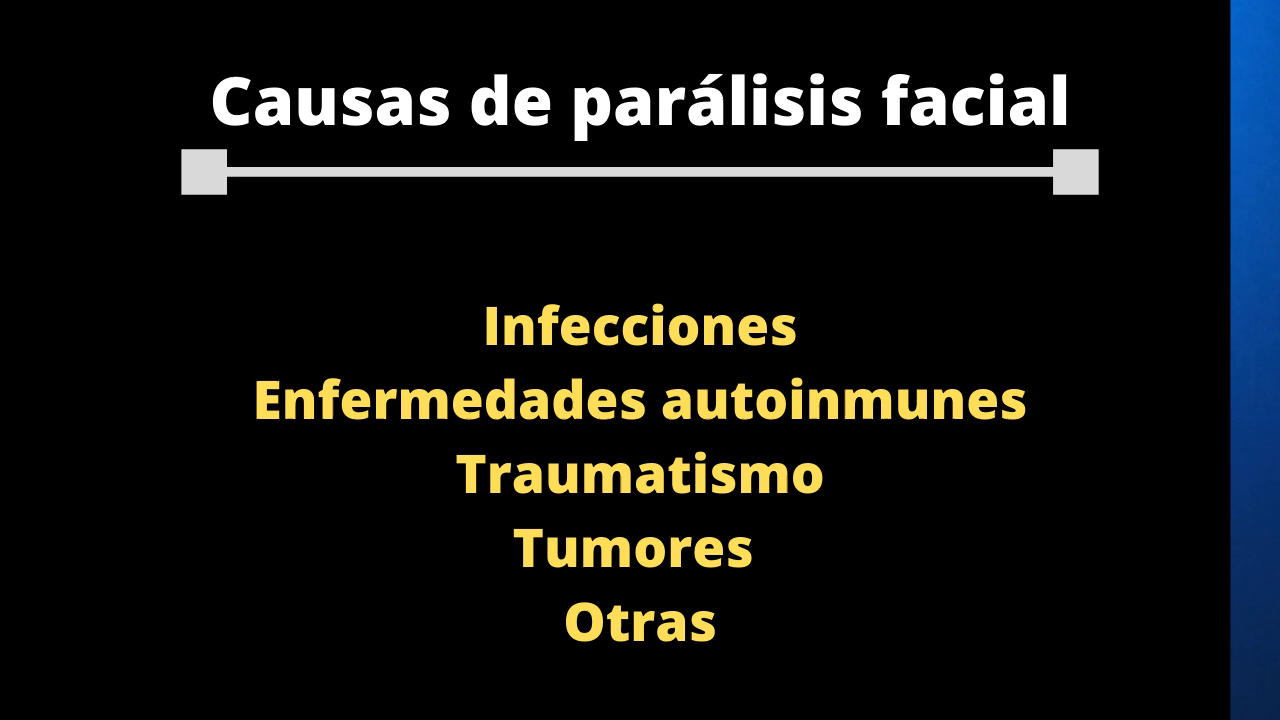 Causas de parálisis facial
Infecciones
Enfermedades autoinmunes
Traumatismo
Tumores
Otras